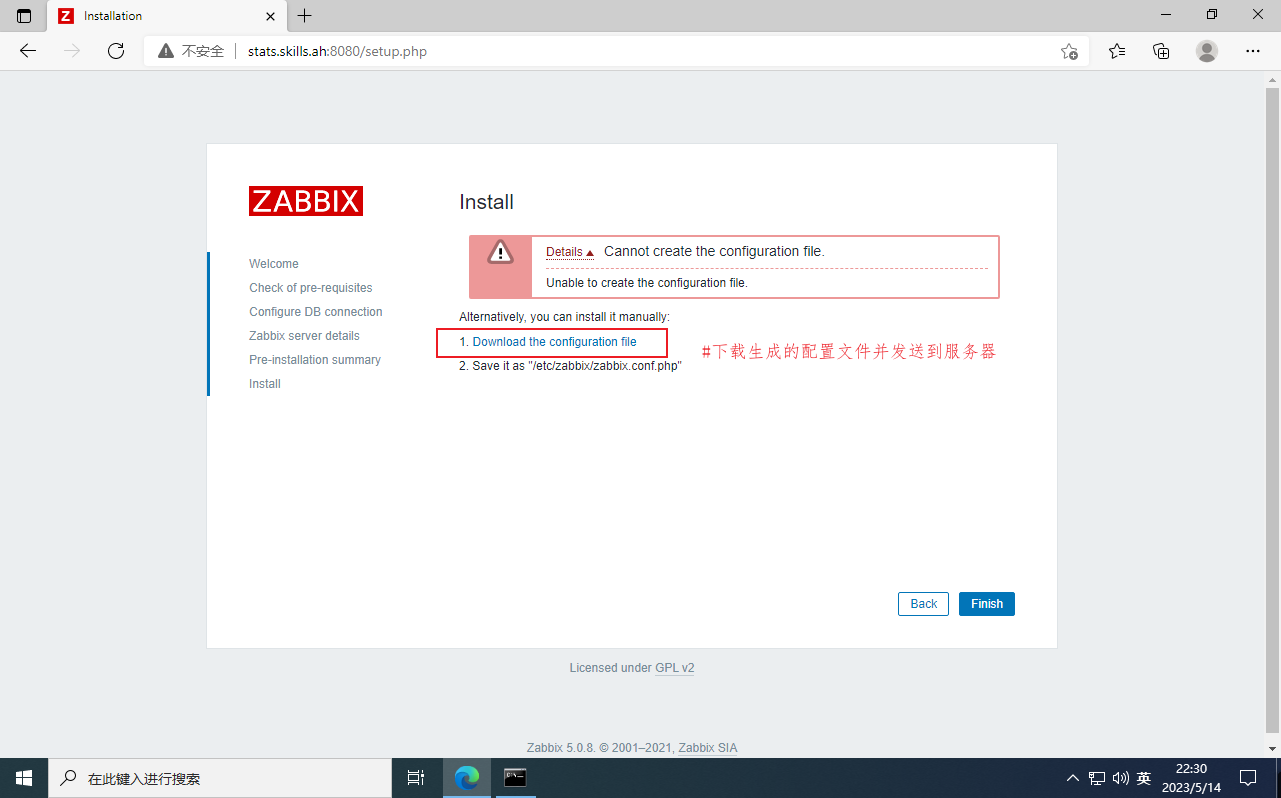 Installation
不安全
stats.skills.ah:8080/setup.php
ZABBIX
Welcome
Check of pre-requisites
Configure DB connection
Zabbix server details
Pre-installation summary
Install
Install
Details Cannot create the configuration file.
Unable to create the configuration file.
Alternatively, you can install it manually:
1. Download the configuration file
#下载生成的配置文件并发送到服务器
2. Save it as "/etc/zabbix/zabbix.conf.php"
Back Finish
Licensed under GPL v2
Zabbix 5.0.8. © 2001–2021, Zabbix SIA
在此键入进行搜索
英
22:30
2023/5/14